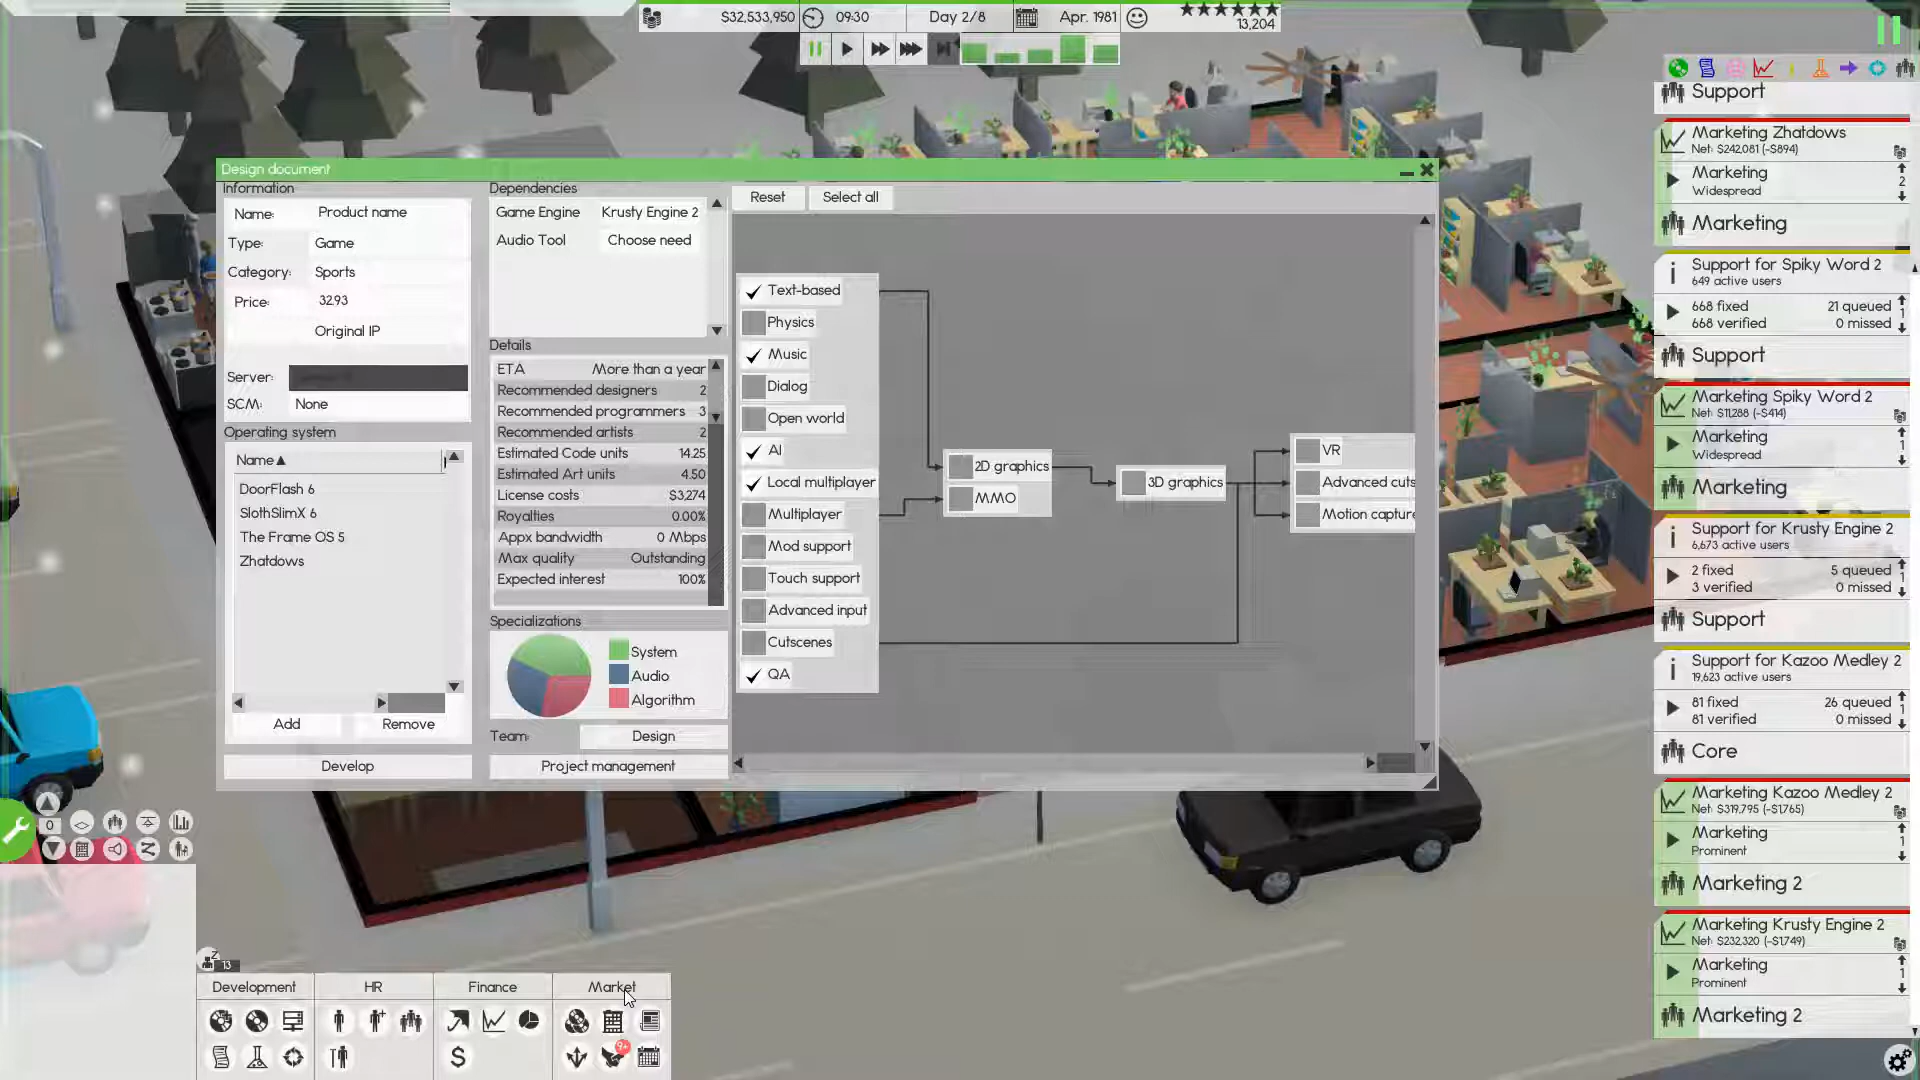 $32,533,950
09:30
Day 2/8
Apr. 1981
13,204
Design document
Information
Name: Product name
Type: Game
Category: Sports
Price: 32.93
Original IP
Server:
SCM: None
Operating system
Name
DoorFlash 6
SlothSlimX 6
The Frame OS 5
Zhatdows
Add
Remove
Develop
Dependencies
Game Engine Krusty Engine 2
Audio Tool Choose need
Details
ETA More than a year
Recommended designers 2
Recommended programmers 3
Recommended artists 2
Estimated Code units 14.25
Estimated Art units 4.50
License costs $3,274
Royalties 0.00%
Appx bandwidth 0 Mbps
Max quality Outstanding
Expected interest 100%
Specializations
System
Audio
Algorithm
Team: Design
Project management
Reset
Select all
Text-based
Physics
Music
Dialog
Open world
AI
Local multiplayer
Multiplayer
Mod support
Touch support
Advanced input
Cutscenes
QA
2D graphics
MMO
3D graphics
VR
Advanced cuts
Motion capture
Support
Marketing Zhatdows
Net: $242,081 (-$894)
Marketing
Widespread
2
Marketing
Support for Spiky Word 2
649 active users
668 fixed 21 queued
668 verified 0 missed
1
Support
Marketing Spiky Word 2
Net: $11,288 (-$414)
Marketing
Widespread
1
Marketing
Support for Krusty Engine 2
6,673 active users
2 fixed 5 queued
3 verified 0 missed
1
Support
Support for Kazoo Medley 2
19,623 active users
81 fixed 26 queued
81 verified 0 missed
1
Core
Marketing Kazoo Medley 2
Net: $319,795 (-$1,765)
Marketing
Prominent
1
Marketing 2
Marketing Krusty Engine 2
Net: $232,320 (-$1,749)
Marketing
Prominent
1
Marketing 2
0
13
Development
HR
Finance
Market
$
9+